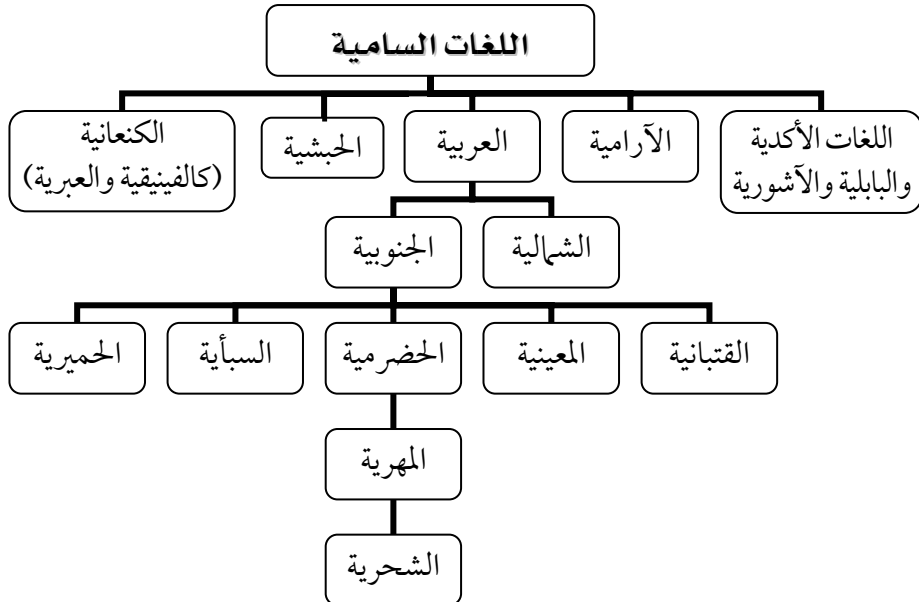 اللغات السامية
اللغات الأكدية
والبابلية والآشورية
الآرامية
العربية
الحبشية
الكنعانية
(كالفينيقية والعبرية)
الشمالية
الجنوبية
القتبانية
المعينية
الحضرمية
السبأية
الحميرية
المهرية
الشحرية